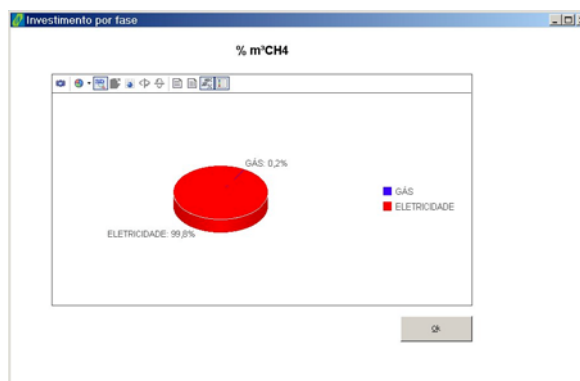 Investimento por fase
% m³CH4
GÁS: 0,2%
ELETRICIDADE: 99,8%
GÁS
ELETRICIDADE
Ok